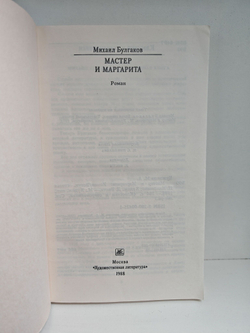 Михаил Булгаков
МАСТЕР
И МАРГАРИТА
Роман
Москва
«Художественная литература»
1988